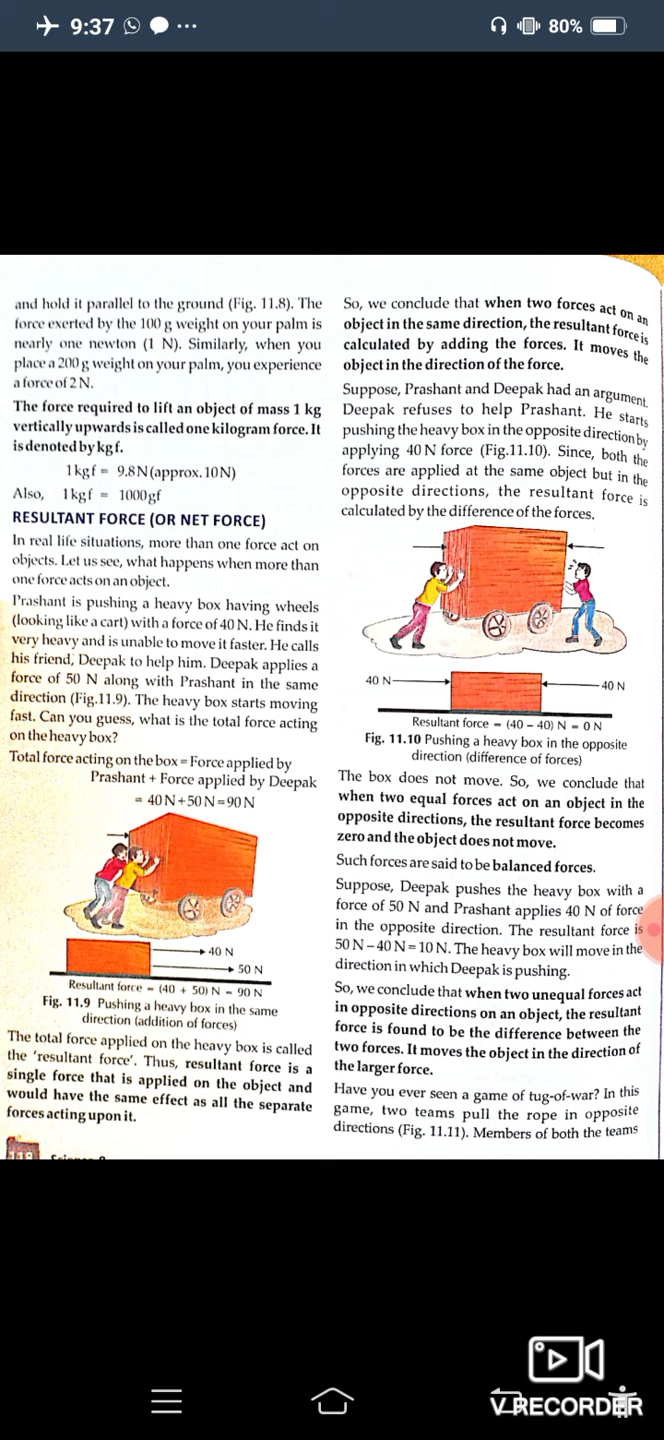 9:37
80%
and hold it parallel to the ground (Fig. 11.8). The
force exerted by the 100 g weight on your palm is
nearly one newton (1 N). Similarly, when you
place a 200 g weight on your palm, you experience
a force of 2 N.
The force required to lift an object of mass 1 kg
vertically upwards is called one kilogram force. It
is denoted by kg f.
1 kg f = 9.8 N (approx. 10 N)
Also, 1 kg f = 1000 gf
RESULTANT FORCE (OR NET FORCE)
In real life situations, more than one force act on
objects. Let us see, what happens when more than
one force acts on an object.
Prashant is pushing a heavy box having wheels
(looking like a cart) with a force of 40 N. He finds it
very heavy and is unable to move it faster. He calls
his friend, Deepak to help him. Deepak applies a
force of 50 N along with Prashant in the same
direction (Fig.11.9). The heavy box starts moving
fast. Can you guess, what is the total force acting
on the heavy box?
Total force acting on the box = Force applied by
Prashant + Force applied by Deepak
= 40 N + 50 N = 90 N
40 N
50 N
Resultant force = (40 + 50) N = 90 N
Fig. 11.9 Pushing a heavy box in the same
direction (addition of forces)
The total force applied on the heavy box is called
the 'resultant force'. Thus, resultant force is a
single force that is applied on the object and
would have the same effect as all the separate
forces acting upon it.
118
So, we conclude that when two forces act on an
object in the same direction, the resultant force is
calculated by adding the forces. It moves the
object in the direction of the force.
Suppose, Prashant and Deepak had an argument.
Deepak refuses to help Prashant. He starts
pushing the heavy box in the opposite direction by
applying 40 N force (Fig.11.10). Since, both the
forces are applied at the same object but in the
opposite directions, the resultant force is
calculated by the difference of the forces.
40 N
40 N
Resultant force = (40 – 40) N = 0 N
Fig. 11.10 Pushing a heavy box in the opposite
direction (difference of forces)
The box does not move. So, we conclude that
when two equal forces act on an object in the
opposite directions, the resultant force becomes
zero and the object does not move.
Such forces are said to be balanced forces.
Suppose, Deepak pushes the heavy box with a
force of 50 N and Prashant applies 40 N of force
in the opposite direction. The resultant force is
50 N – 40 N = 10 N. The heavy box will move in the
direction in which Deepak is pushing.
So, we conclude that when two unequal forces act
in opposite directions on an object, the resultant
force is found to be the difference between the
two forces. It moves the object in the direction of
the larger force.
Have you ever seen a game of tug-of-war? In this
game, two teams pull the rope in opposite
directions (Fig. 11.11). Members of both the teams
V RECORDER